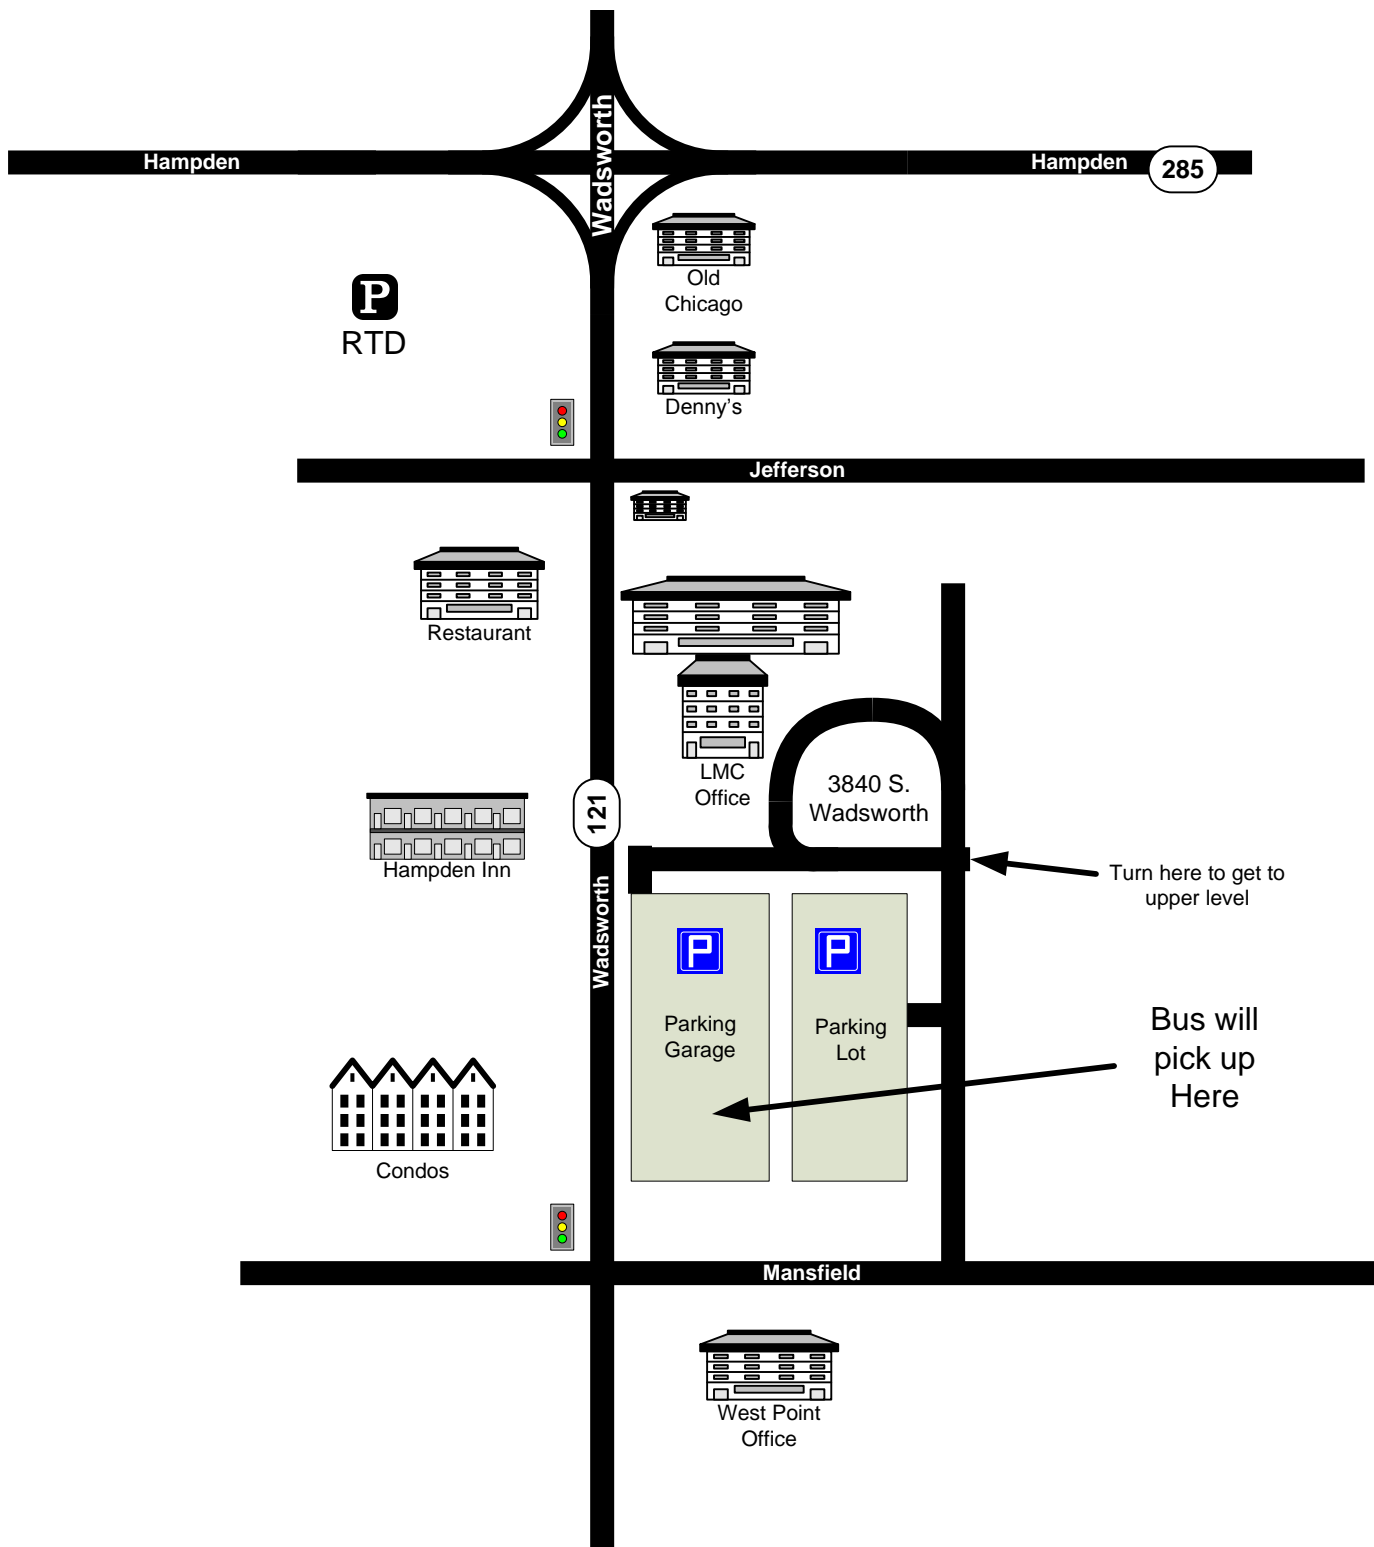 Wadsworth
Hampden
Hampden
285
Old
Chicago
P
RTD
Denny's
Jefferson
Restaurant
LMC
Office
3840 S.
Wadsworth
121
Hampden Inn
Turn here to get to
upper level
Wadsworth
P
P
Parking
Garage
Parking
Lot
Bus will
pick up
Here
Condos
Mansfield
West Point
Office